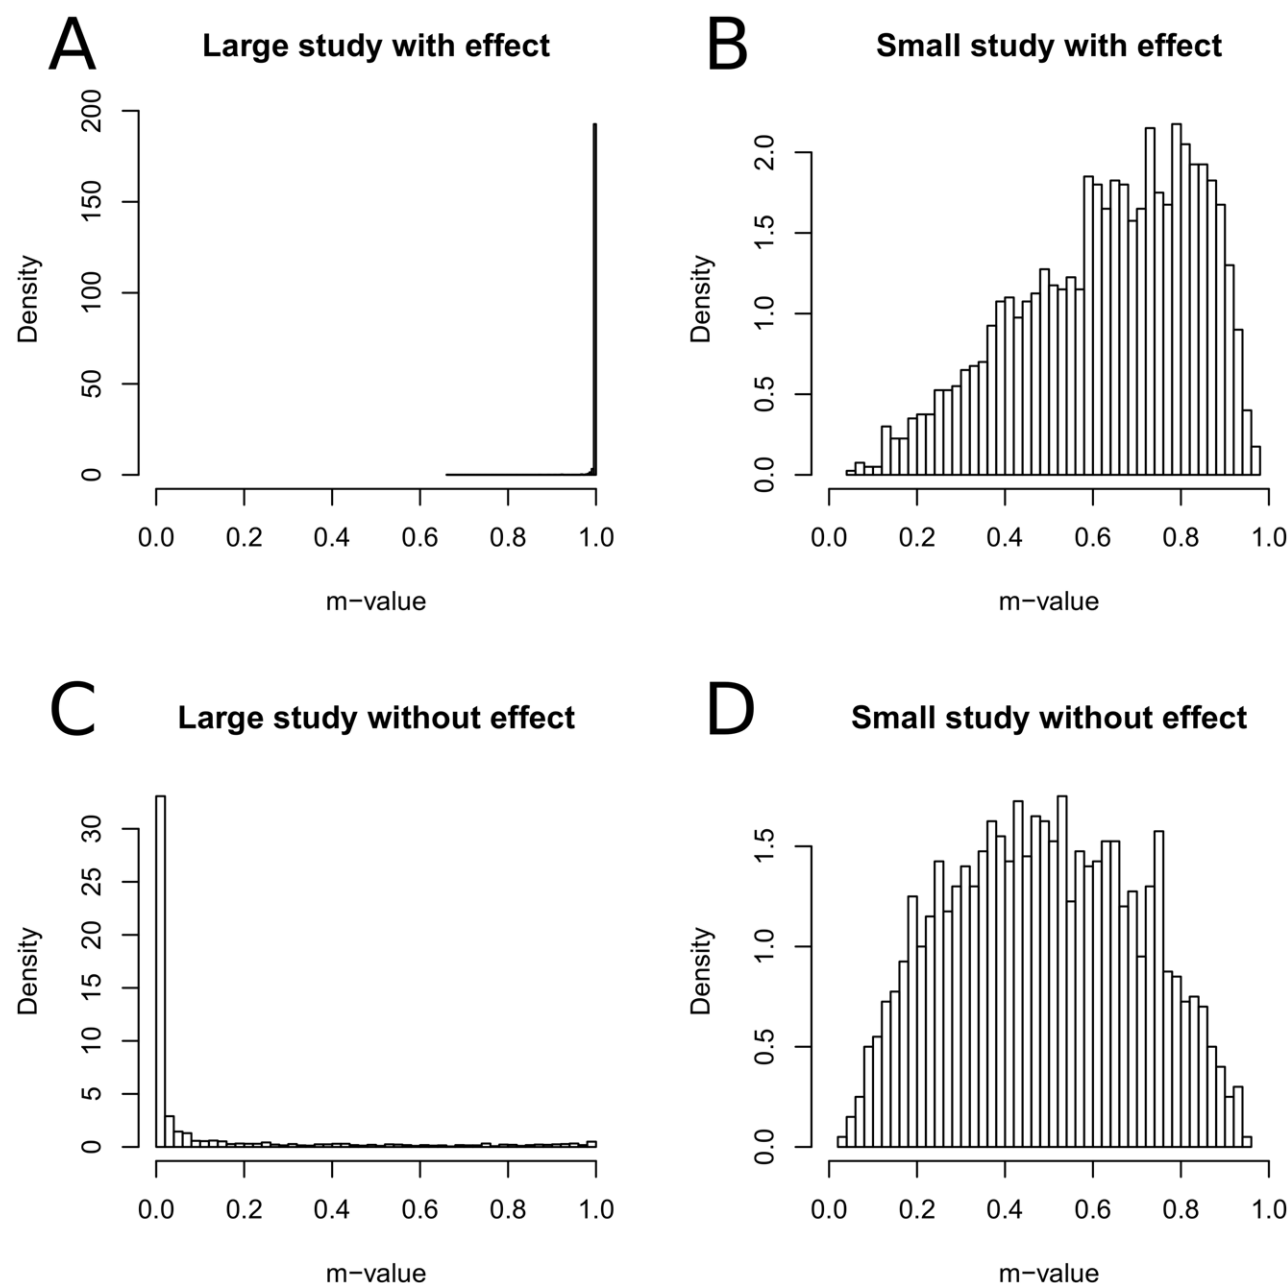 A
Large study with effect
200
150
100
50
0
Density
0.0 0.2 0.4 0.6 0.8 1.0
m−value
B
Small study with effect
2.0
1.5
1.0
0.5
0.0
Density
0.0 0.2 0.4 0.6 0.8 1.0
m−value
C
Large study without effect
30
25
20
15
10
5
0
Density
0.0 0.2 0.4 0.6 0.8 1.0
m−value
D
Small study without effect
1.5
1.0
0.5
0.0
Density
0.0 0.2 0.4 0.6 0.8 1.0
m−value